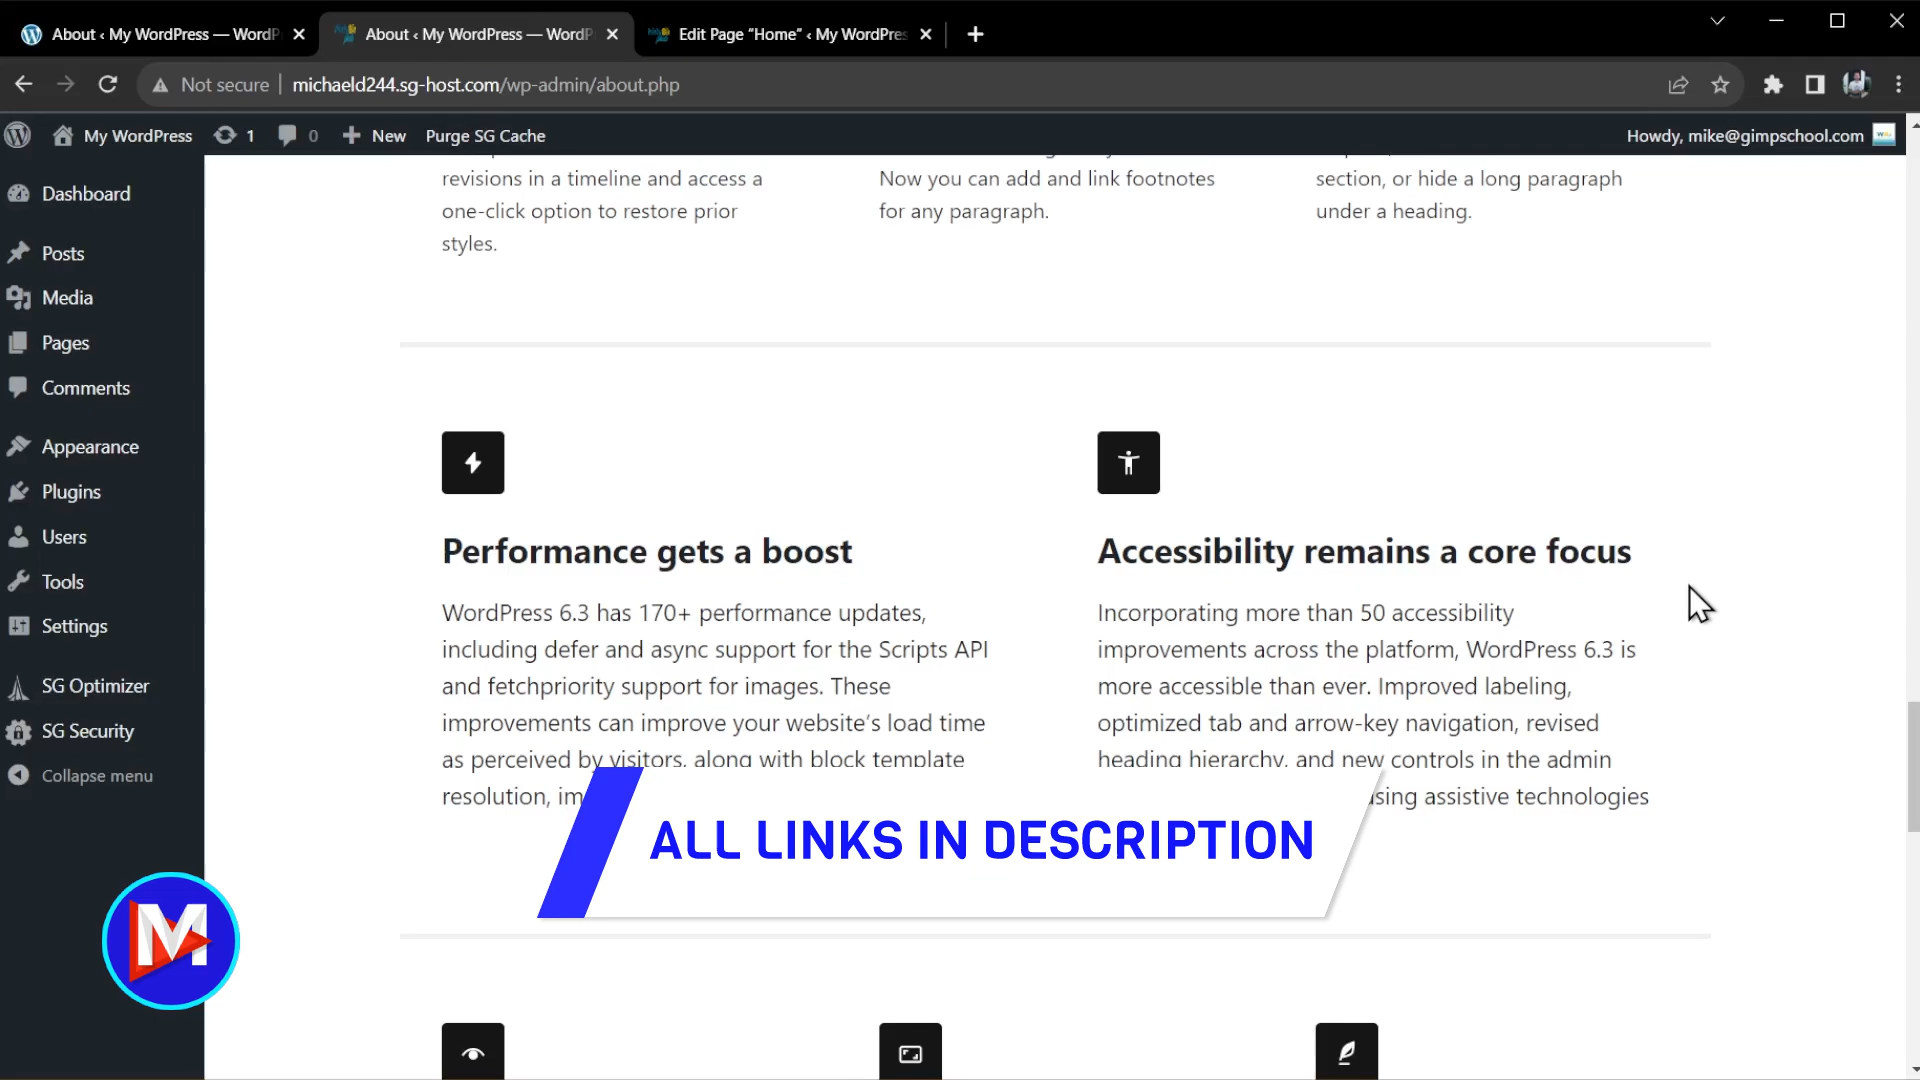 About ‹ My WordPress — WordP
About ‹ My WordPress — WordP
Edit Page “Home” ‹ My WordPres
Not secure
michaeld244.sg-host.com/wp-admin/about.php
My WordPress
1
0
New
Purge SG Cache
Howdy, mike@gimpschool.com
Dashboard
Posts
Media
Pages
Comments
Appearance
Plugins
Users
Tools
Settings
SG Optimizer
SG Security
Collapse menu
revisions in a timeline and access a
one-click option to restore prior
styles.
Now you can add and link footnotes
for any paragraph.
section, or hide a long paragraph
under a heading.
Performance gets a boost
WordPress 6.3 has 170+ performance updates,
including defer and async support for the Scripts API
and fetchpriority support for images. These
improvements can improve your website’s load time
as perceived by visitors, along with block template
resolution, im
Accessibility remains a core focus
Incorporating more than 50 accessibility
improvements across the platform, WordPress 6.3 is
more accessible than ever. Improved labeling,
optimized tab and arrow-key navigation, revised
heading hierarchy, and new controls in the admin
using assistive technologies
ALL LINKS IN DESCRIPTION
M